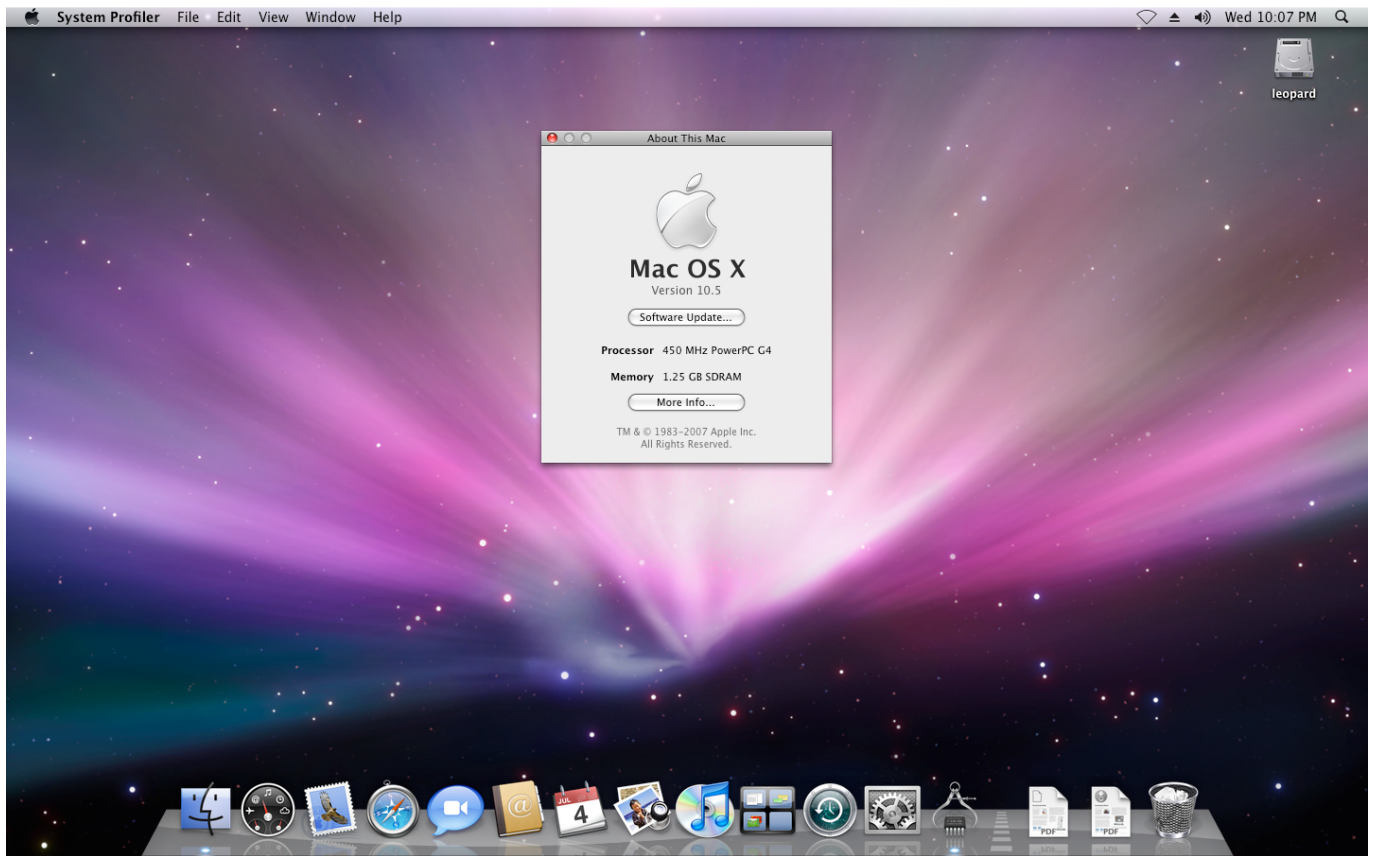 System Profiler File Edit View Window Help Wed 10:07 PM
leopard
About This Mac
Mac OS X
Version 10.5
Software Update...
Processor 450 MHz PowerPC G4
Memory 1.25 GB SDRAM
More Info...
TM & © 1983–2007 Apple Inc.
All Rights Reserved.
@
JUL
4
PDF
PDF